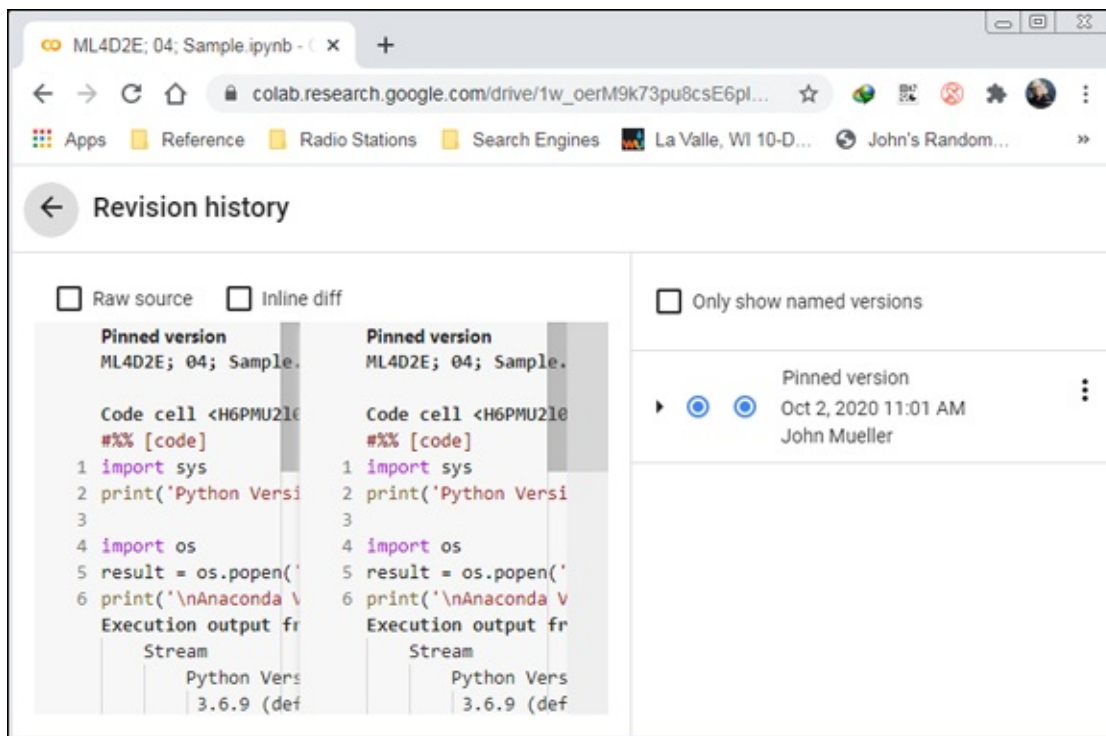 ML4D2E; 04; Sample.ipynb - 
colab.research.google.com/drive/1w_oerM9k73pu8csE6pl...
Apps Reference Radio Stations Search Engines La Valle, WI 10-D... John's Random... »
Revision history
Raw source Inline diff
Only show named versions
Pinned version
ML4D2E; 04; Sample.
Code cell <H6PMU2l0
#%% [code]
1 import sys
2 print('Python Versi
3
4 import os
5 result = os.popen('
6 print('\nAnaconda V
Execution output fr
Stream
Python Vers
3.6.9 (def
Pinned version
ML4D2E; 04; Sample.
Code cell <H6PMU2l0
#%% [code]
1 import sys
2 print('Python Versi
3
4 import os
5 result = os.popen('
6 print('\nAnaconda V
Execution output fr
Stream
Python Vers
3.6.9 (def
Pinned version
Oct 2, 2020 11:01 AM
John Mueller